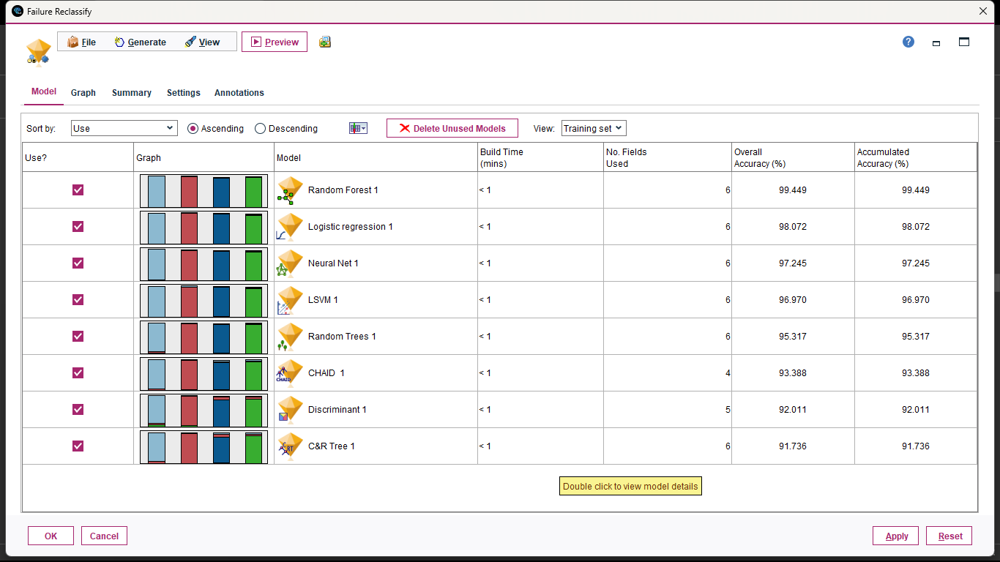 Failure Reclassify
File Generate View Preview
Model Graph Summary Settings Annotations
Sort by: Use Ascending Descending Delete Unused Models View: Training set
Use? Graph Model Build Time (mins) No. Fields Used Overall Accuracy (%) Accumulated Accuracy (%)
Random Forest 1 < 1 6 99.449 99.449
Logistic regression 1 < 1 6 98.072 98.072
Neural Net 1 < 1 6 97.245 97.245
LSVM 1 < 1 6 96.970 96.970
Random Trees 1 < 1 6 95.317 95.317
CHAID CHAID 1 < 1 4 93.388 93.388
Discriminant 1 < 1 5 92.011 92.011
C&R Tree 1 < 1 6 91.736 91.736
Double click to view model details
OK Cancel Apply Reset